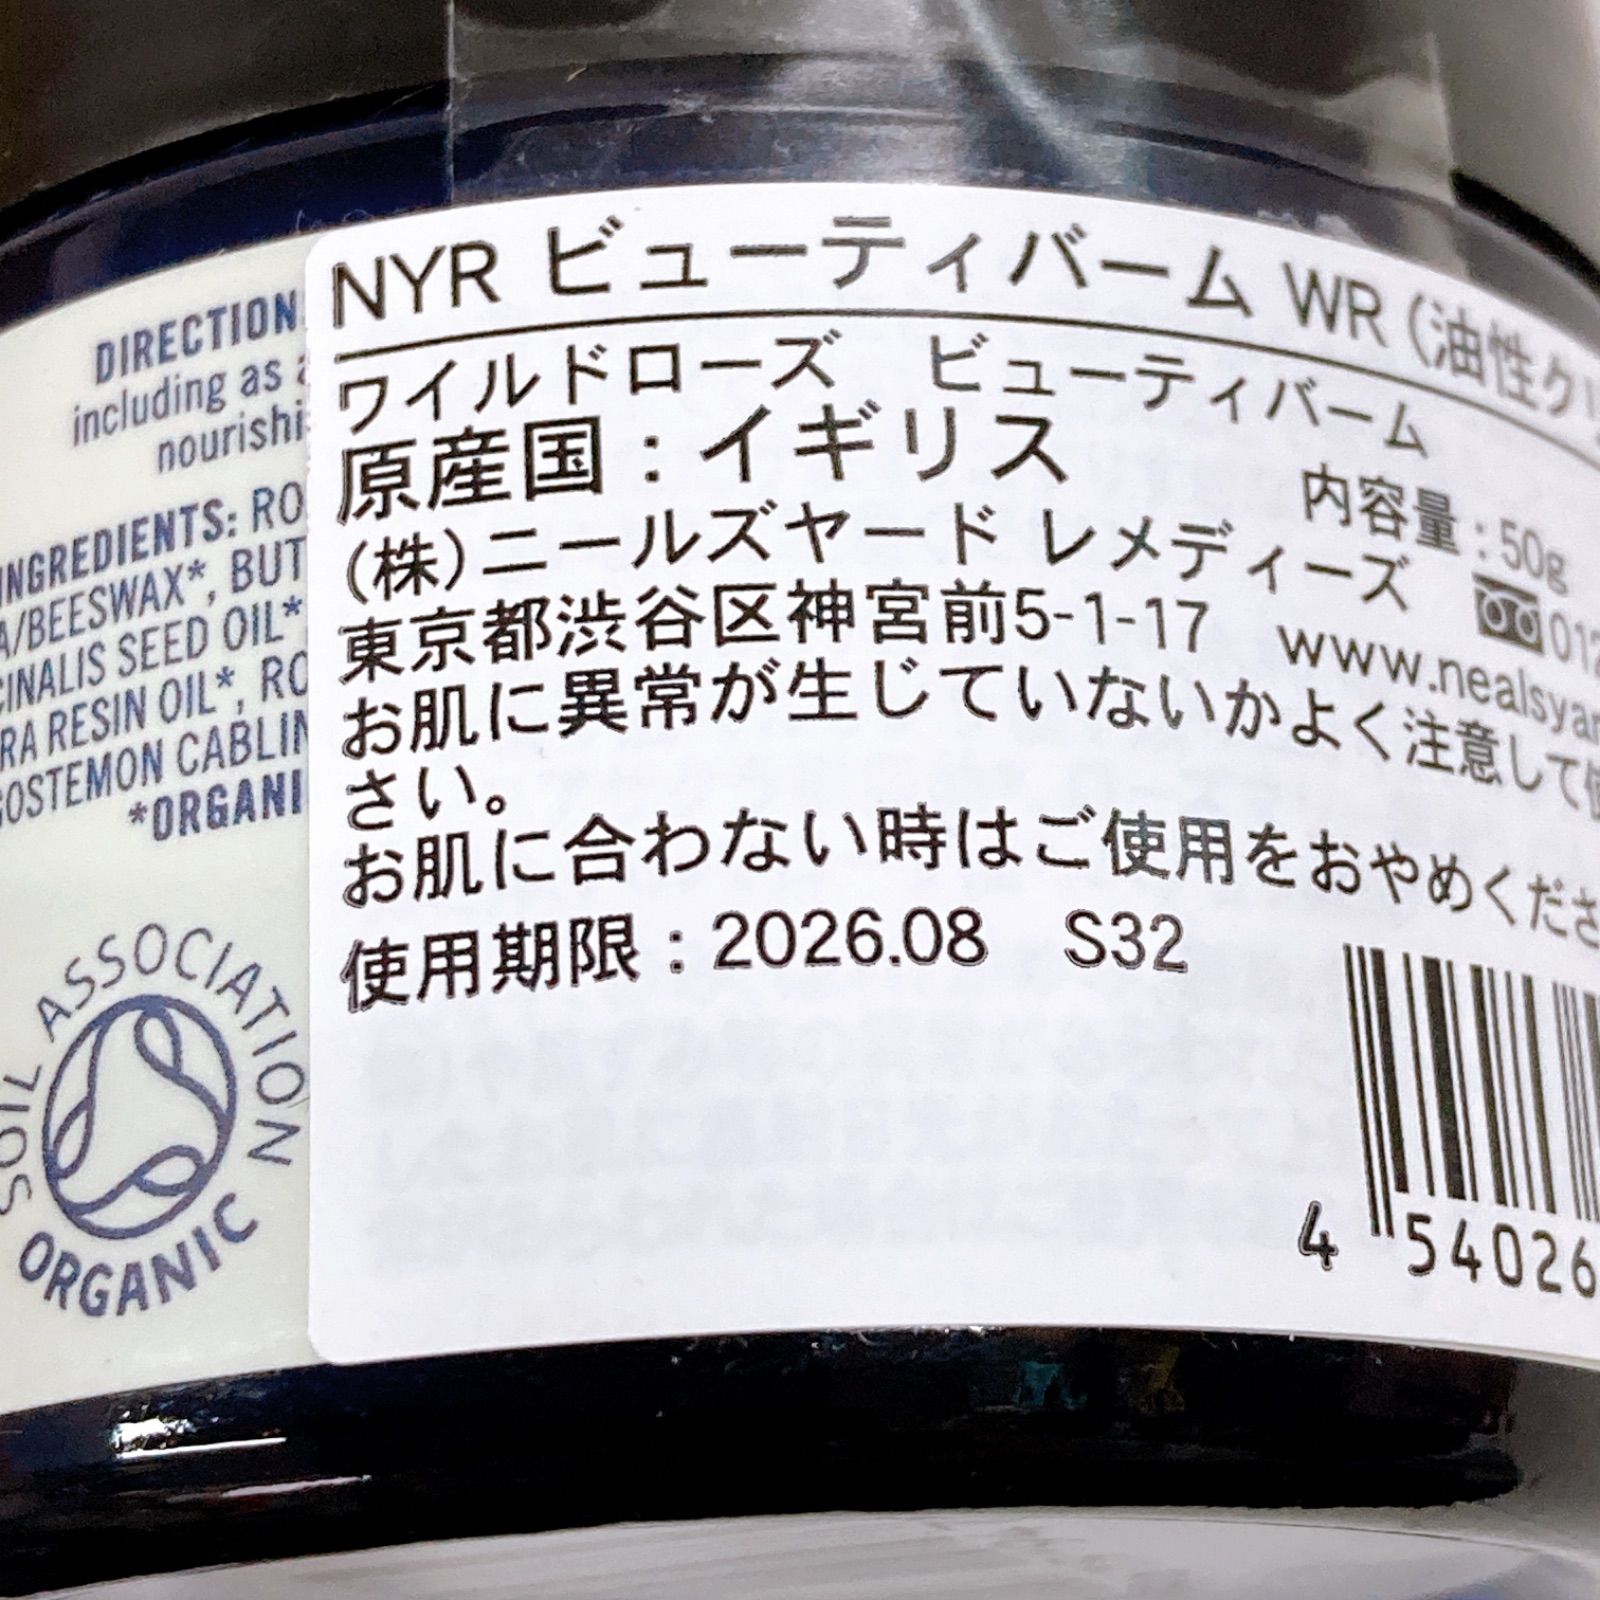 NYR ビューティバーム WR (油性ク
ワイルドローズ ビューティバーム
原産国：イギリス
内容量：50g
(株)ニールズヤード レメディーズ
012
東京都渋谷区神宮前5-1-17
www.nealsyar
お肌に異常が生じていないかよく注意して使
さい。
お肌に合わない時はご使用をおやめくださ
使用期限：2026.08 S32
4 54026
DIRECTION
including as a
nourishi
INGREDIENTS: RO
A/BEESWAX*, BUT
CINALIS SEED OIL*
RA RESIN OIL*, RO
GOSTEMON CABLIN
*ORGANI
SOIL ASSOCIATION
ORGANIC